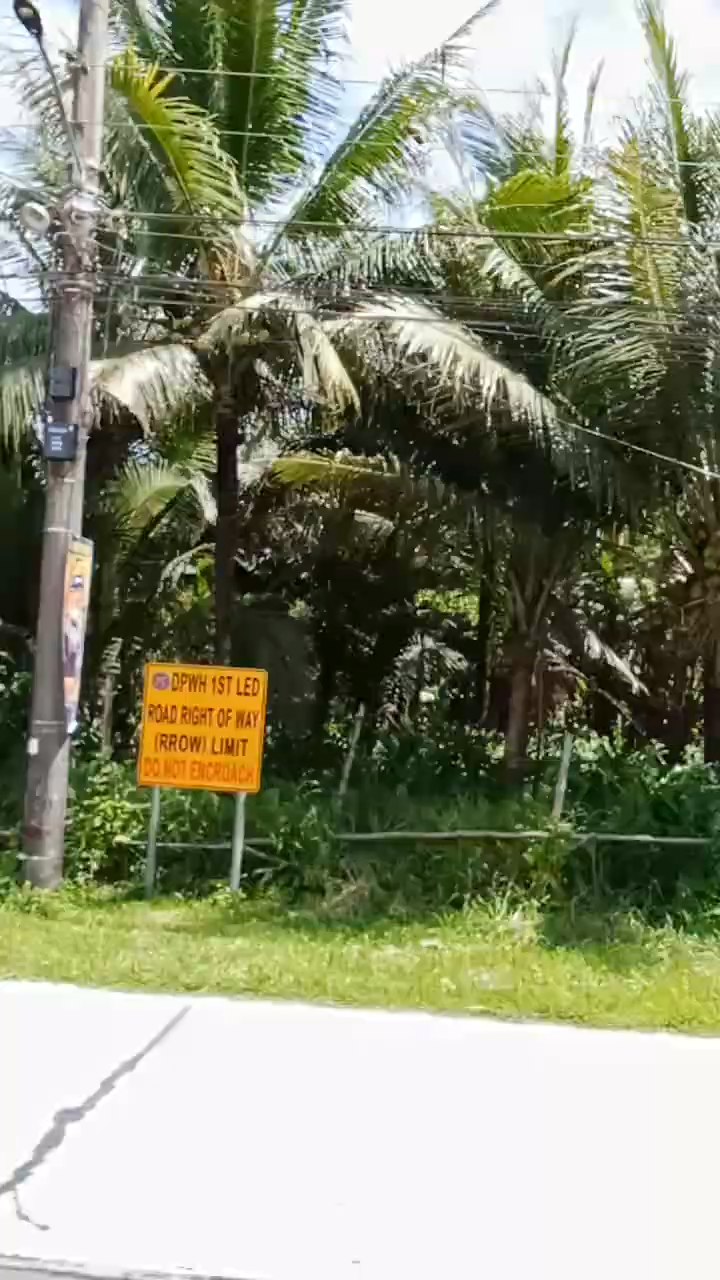 DPWH 1ST LED
ROAD RIGHT OF WAY
(RROW) LIMIT
DO NOT ENCROACH